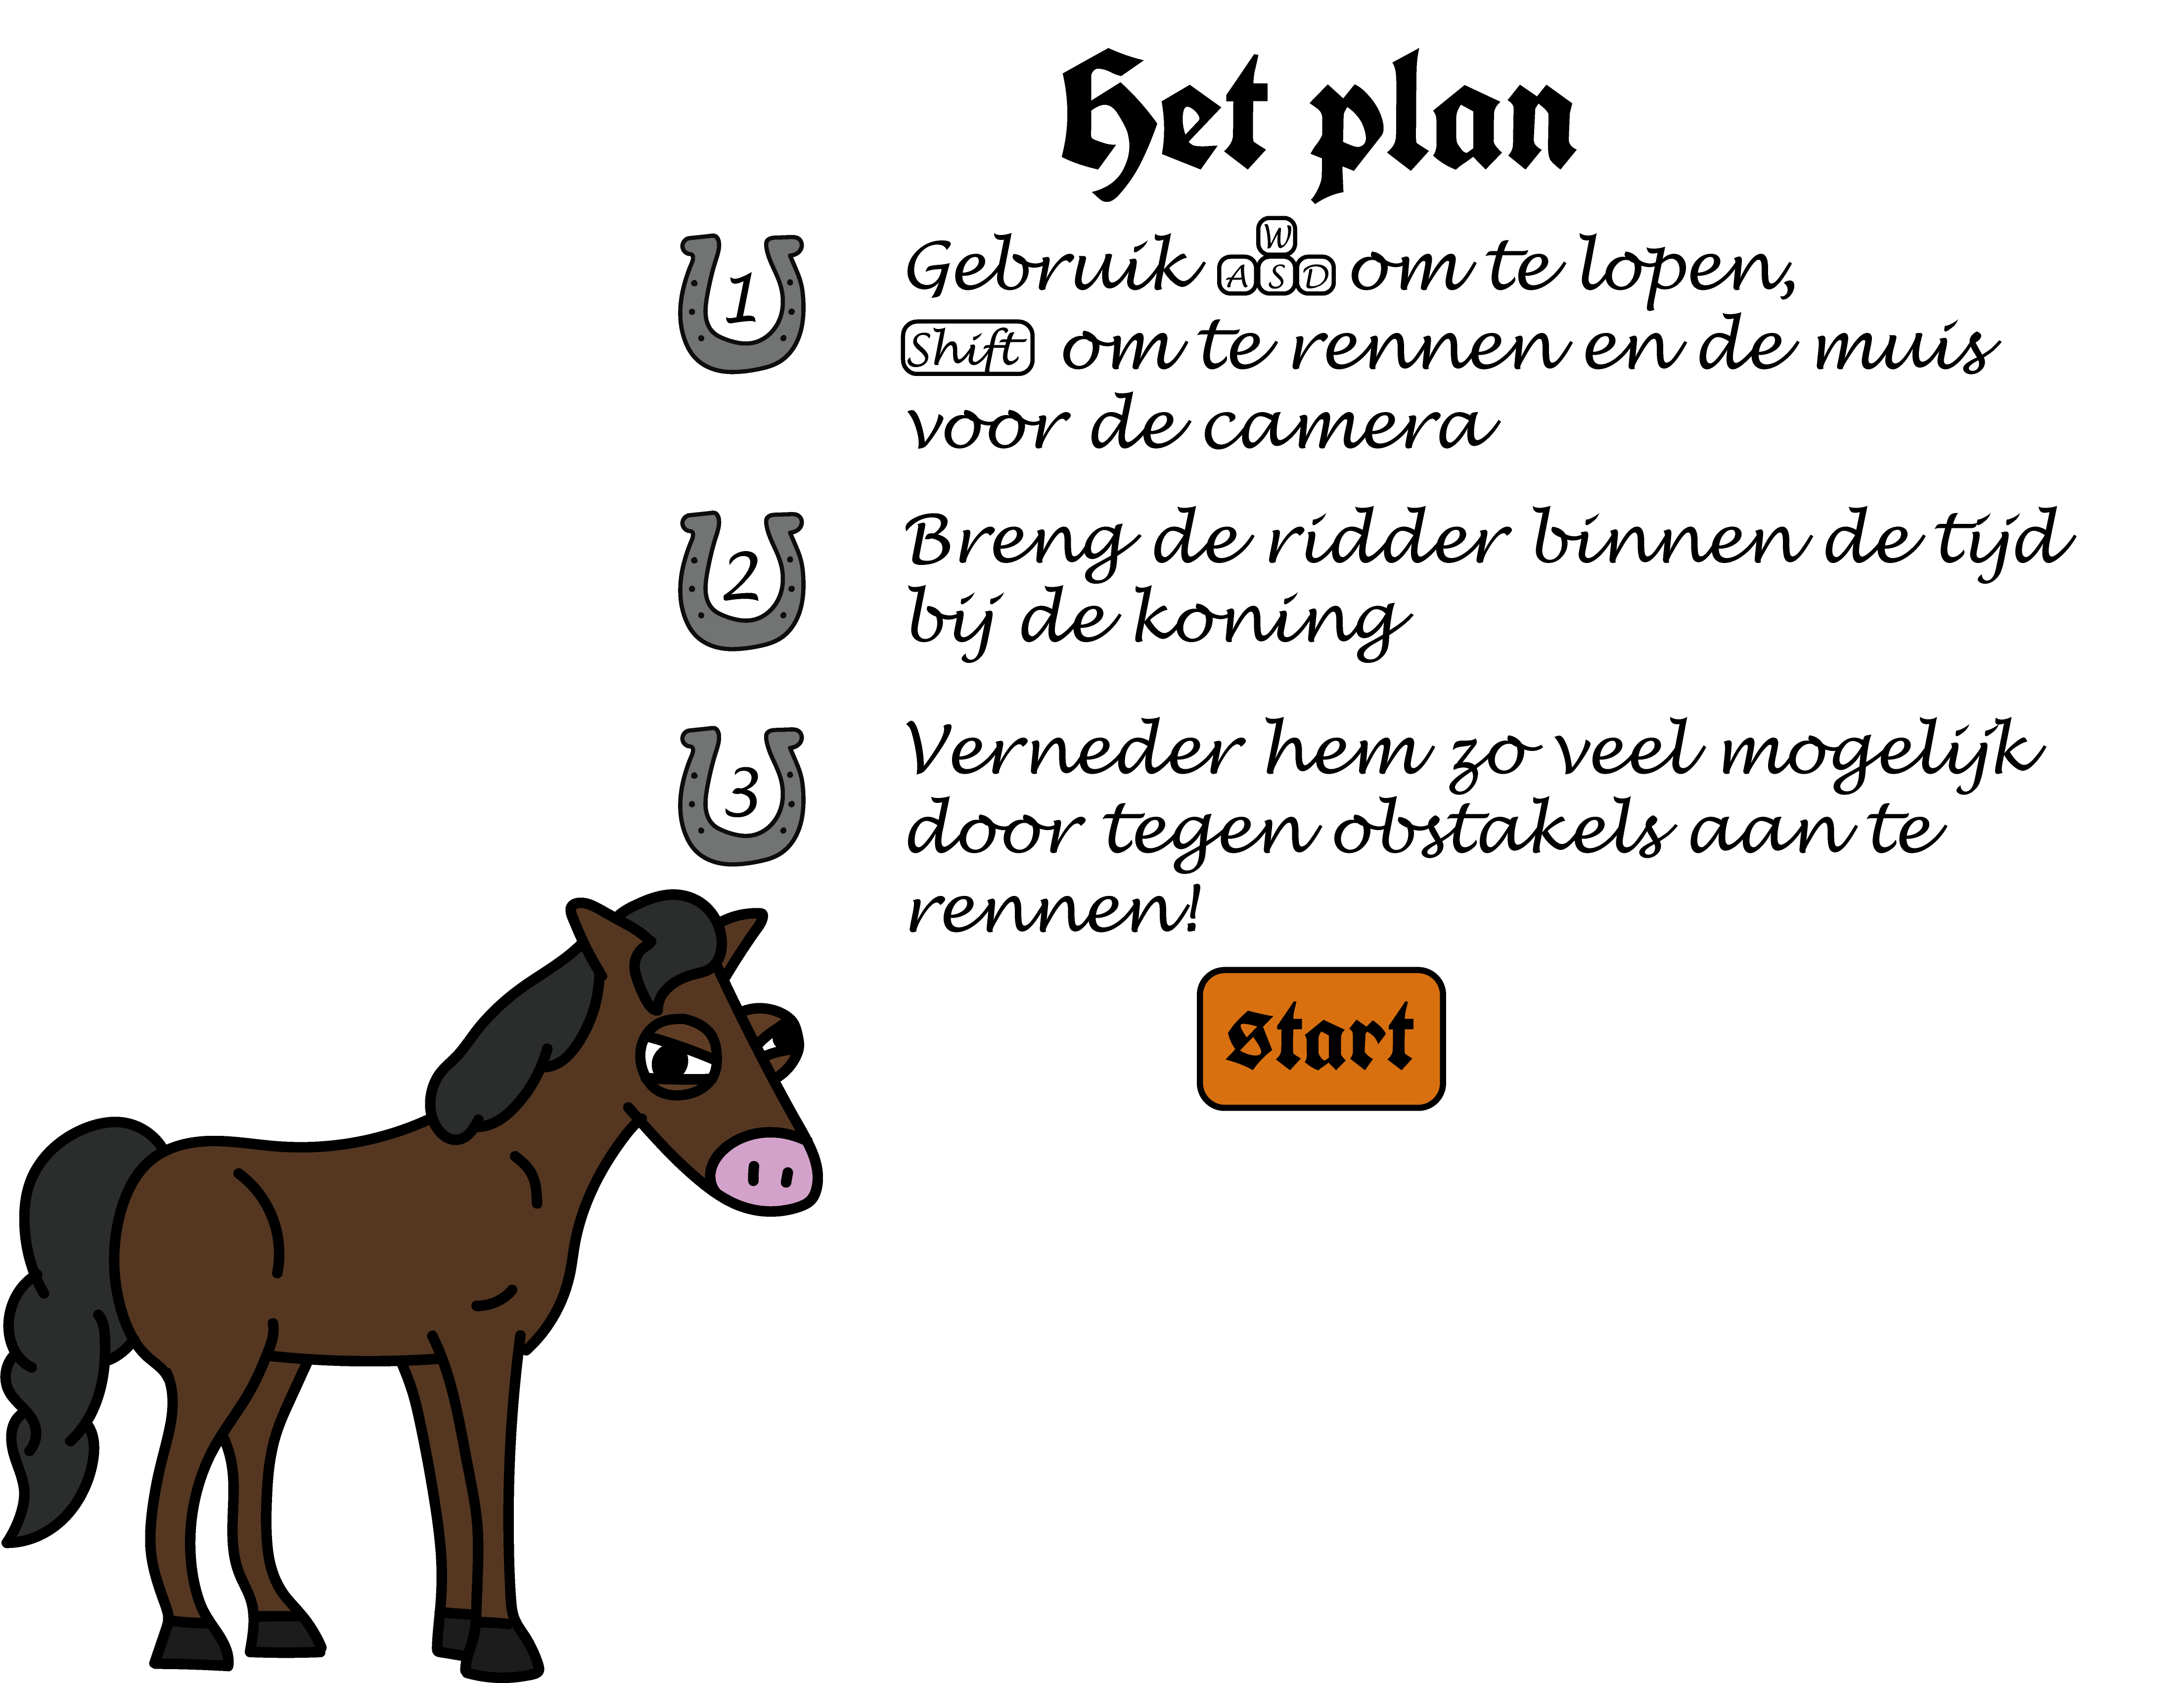 Het plan
1
Gebruik W A S D om te lopen,
Shift om te rennen en de muis
voor de camera
2
Breng de ridder binnen de tijd
bij de koning
3
Verneder hem zo veel mogelijk
door tegen obstakels aan te
rennen!
Start